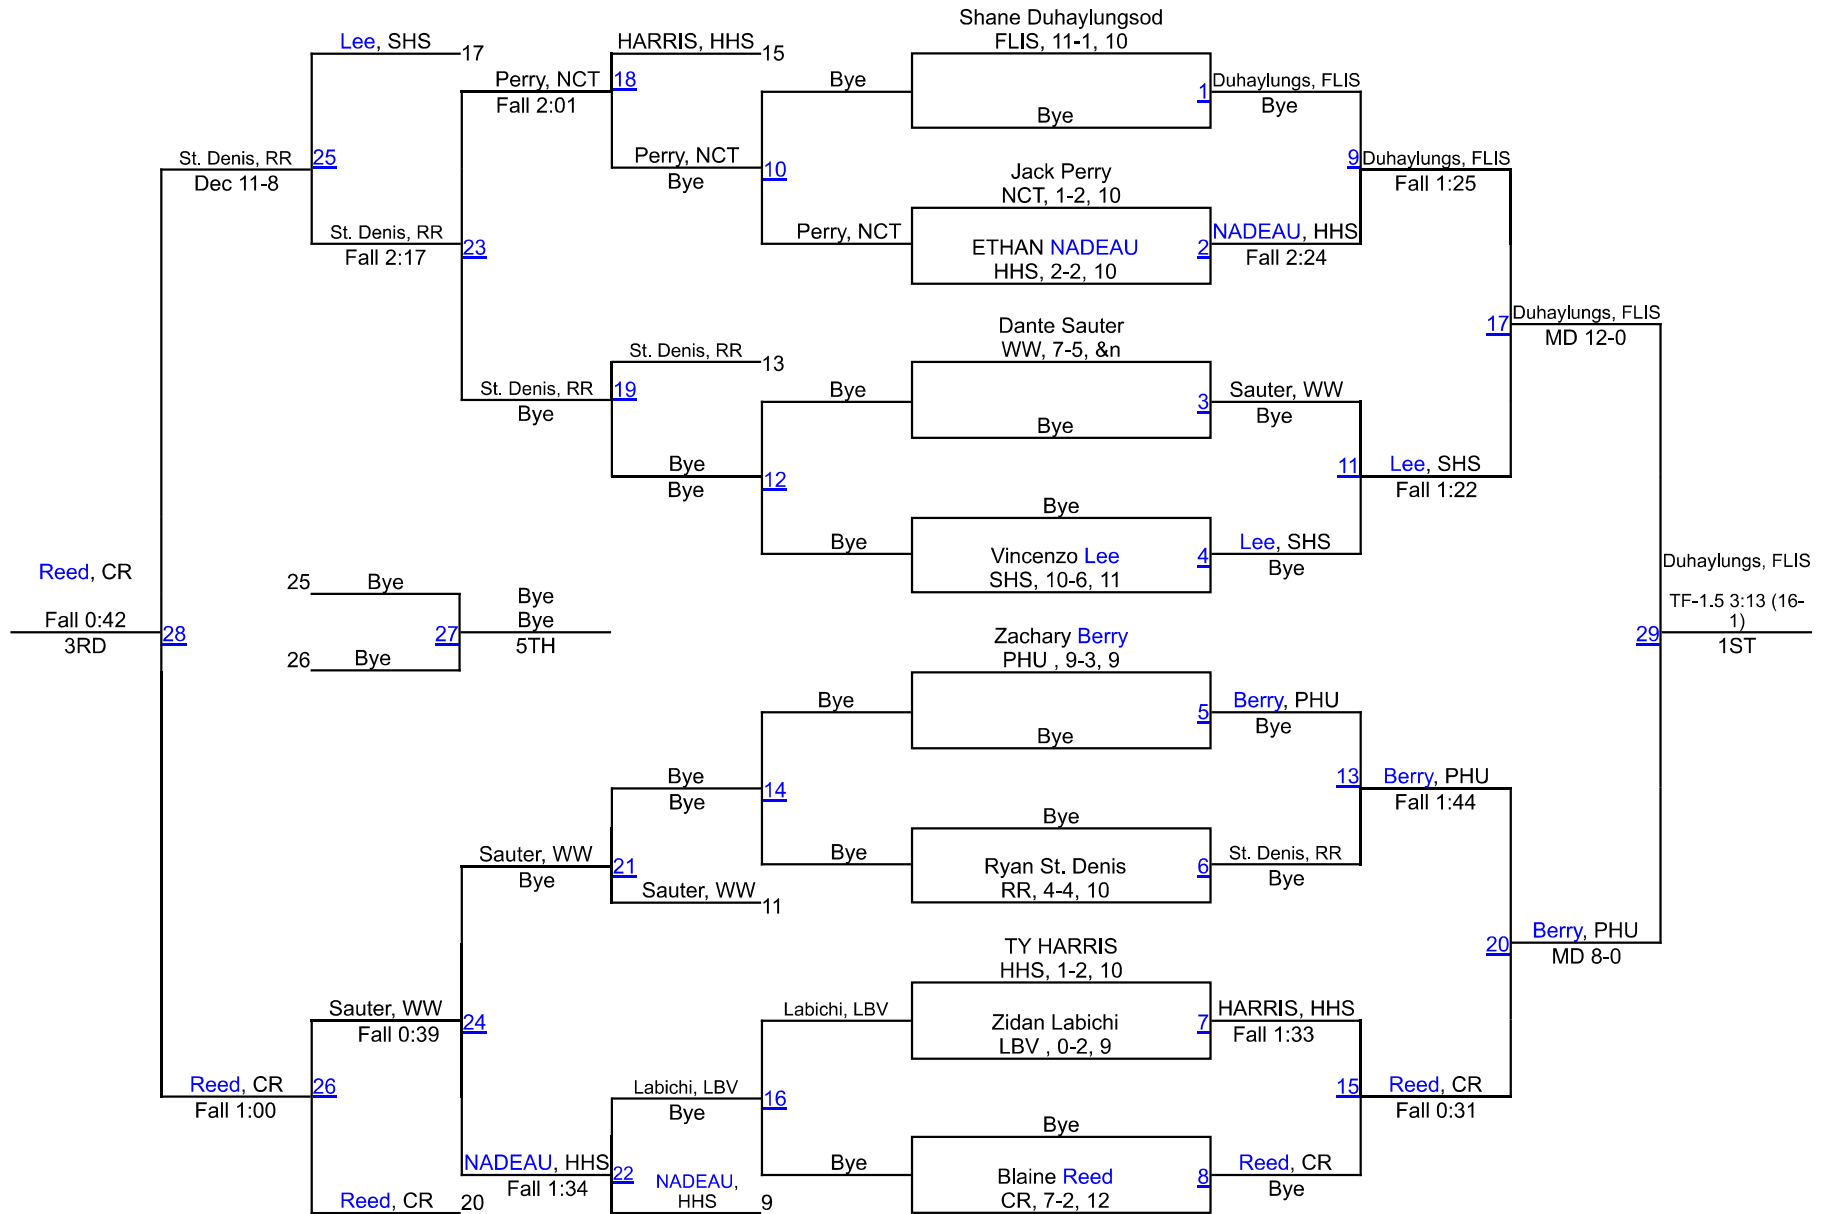 Shane Duhaylungsod
FLIS, 11-1, 10
Lee, SHS
17
HARRIS, HHS
15
Perry, NCT
18
Fall 2:01
Bye
1
Duhaylungs, FLIS
Bye
Bye
St. Denis, RR
25
Dec 11-8
Perry, NCT
10
Bye
Jack Perry
NCT, 1-2, 10
9
Duhaylungs, FLIS
Fall 1:25
St. Denis, RR
23
Fall 2:17
Perry, NCT
ETHAN NADEAU
HHS, 2-2, 10
2
NADEAU, HHS
Fall 2:24
Dante Sauter
WW, 7-5, &n
17
Duhaylungs, FLIS
MD 12-0
St. Denis, RR
13
St. Denis, RR
19
Bye
Bye
3
Sauter, WW
Bye
Bye
Bye
12
Bye
11
Lee, SHS
Fall 1:22
Bye
Bye
Vincenzo Lee
SHS, 10-6, 11
4
Lee, SHS
Bye
Reed, CR
Fall 0:42
28
3RD
25
Bye
27
26
Bye
Bye
Bye
5TH
Duhaylungs, FLIS
TF-1.5 3:13 (16-
1)
29
1ST
Zachary Berry
PHU , 9-3, 9
Bye
5
Berry, PHU
Bye
Bye
Bye
14
Bye
13
Berry, PHU
Fall 1:44
Bye
Sauter, WW
21
Bye
Sauter, WW
11
Bye
Ryan St. Denis
RR, 4-4, 10
6
St. Denis, RR
Bye
TY HARRIS
HHS, 1-2, 10
20
Berry, PHU
MD 8-0
Sauter, WW
24
Fall 0:39
Labichi, LBV
Zidan Labichi
LBV , 0-2, 9
7
HARRIS, HHS
Fall 1:33
Reed, CR
26
Fall 1:00
Labichi, LBV
16
Bye
15
Reed, CR
Fall 0:31
Bye
NADEAU, HHS
22
Fall 1:34
NADEAU,
HHS
9
Bye
Blaine Reed
CR, 7-2, 12
8
Reed, CR
Bye
Reed, CR
20